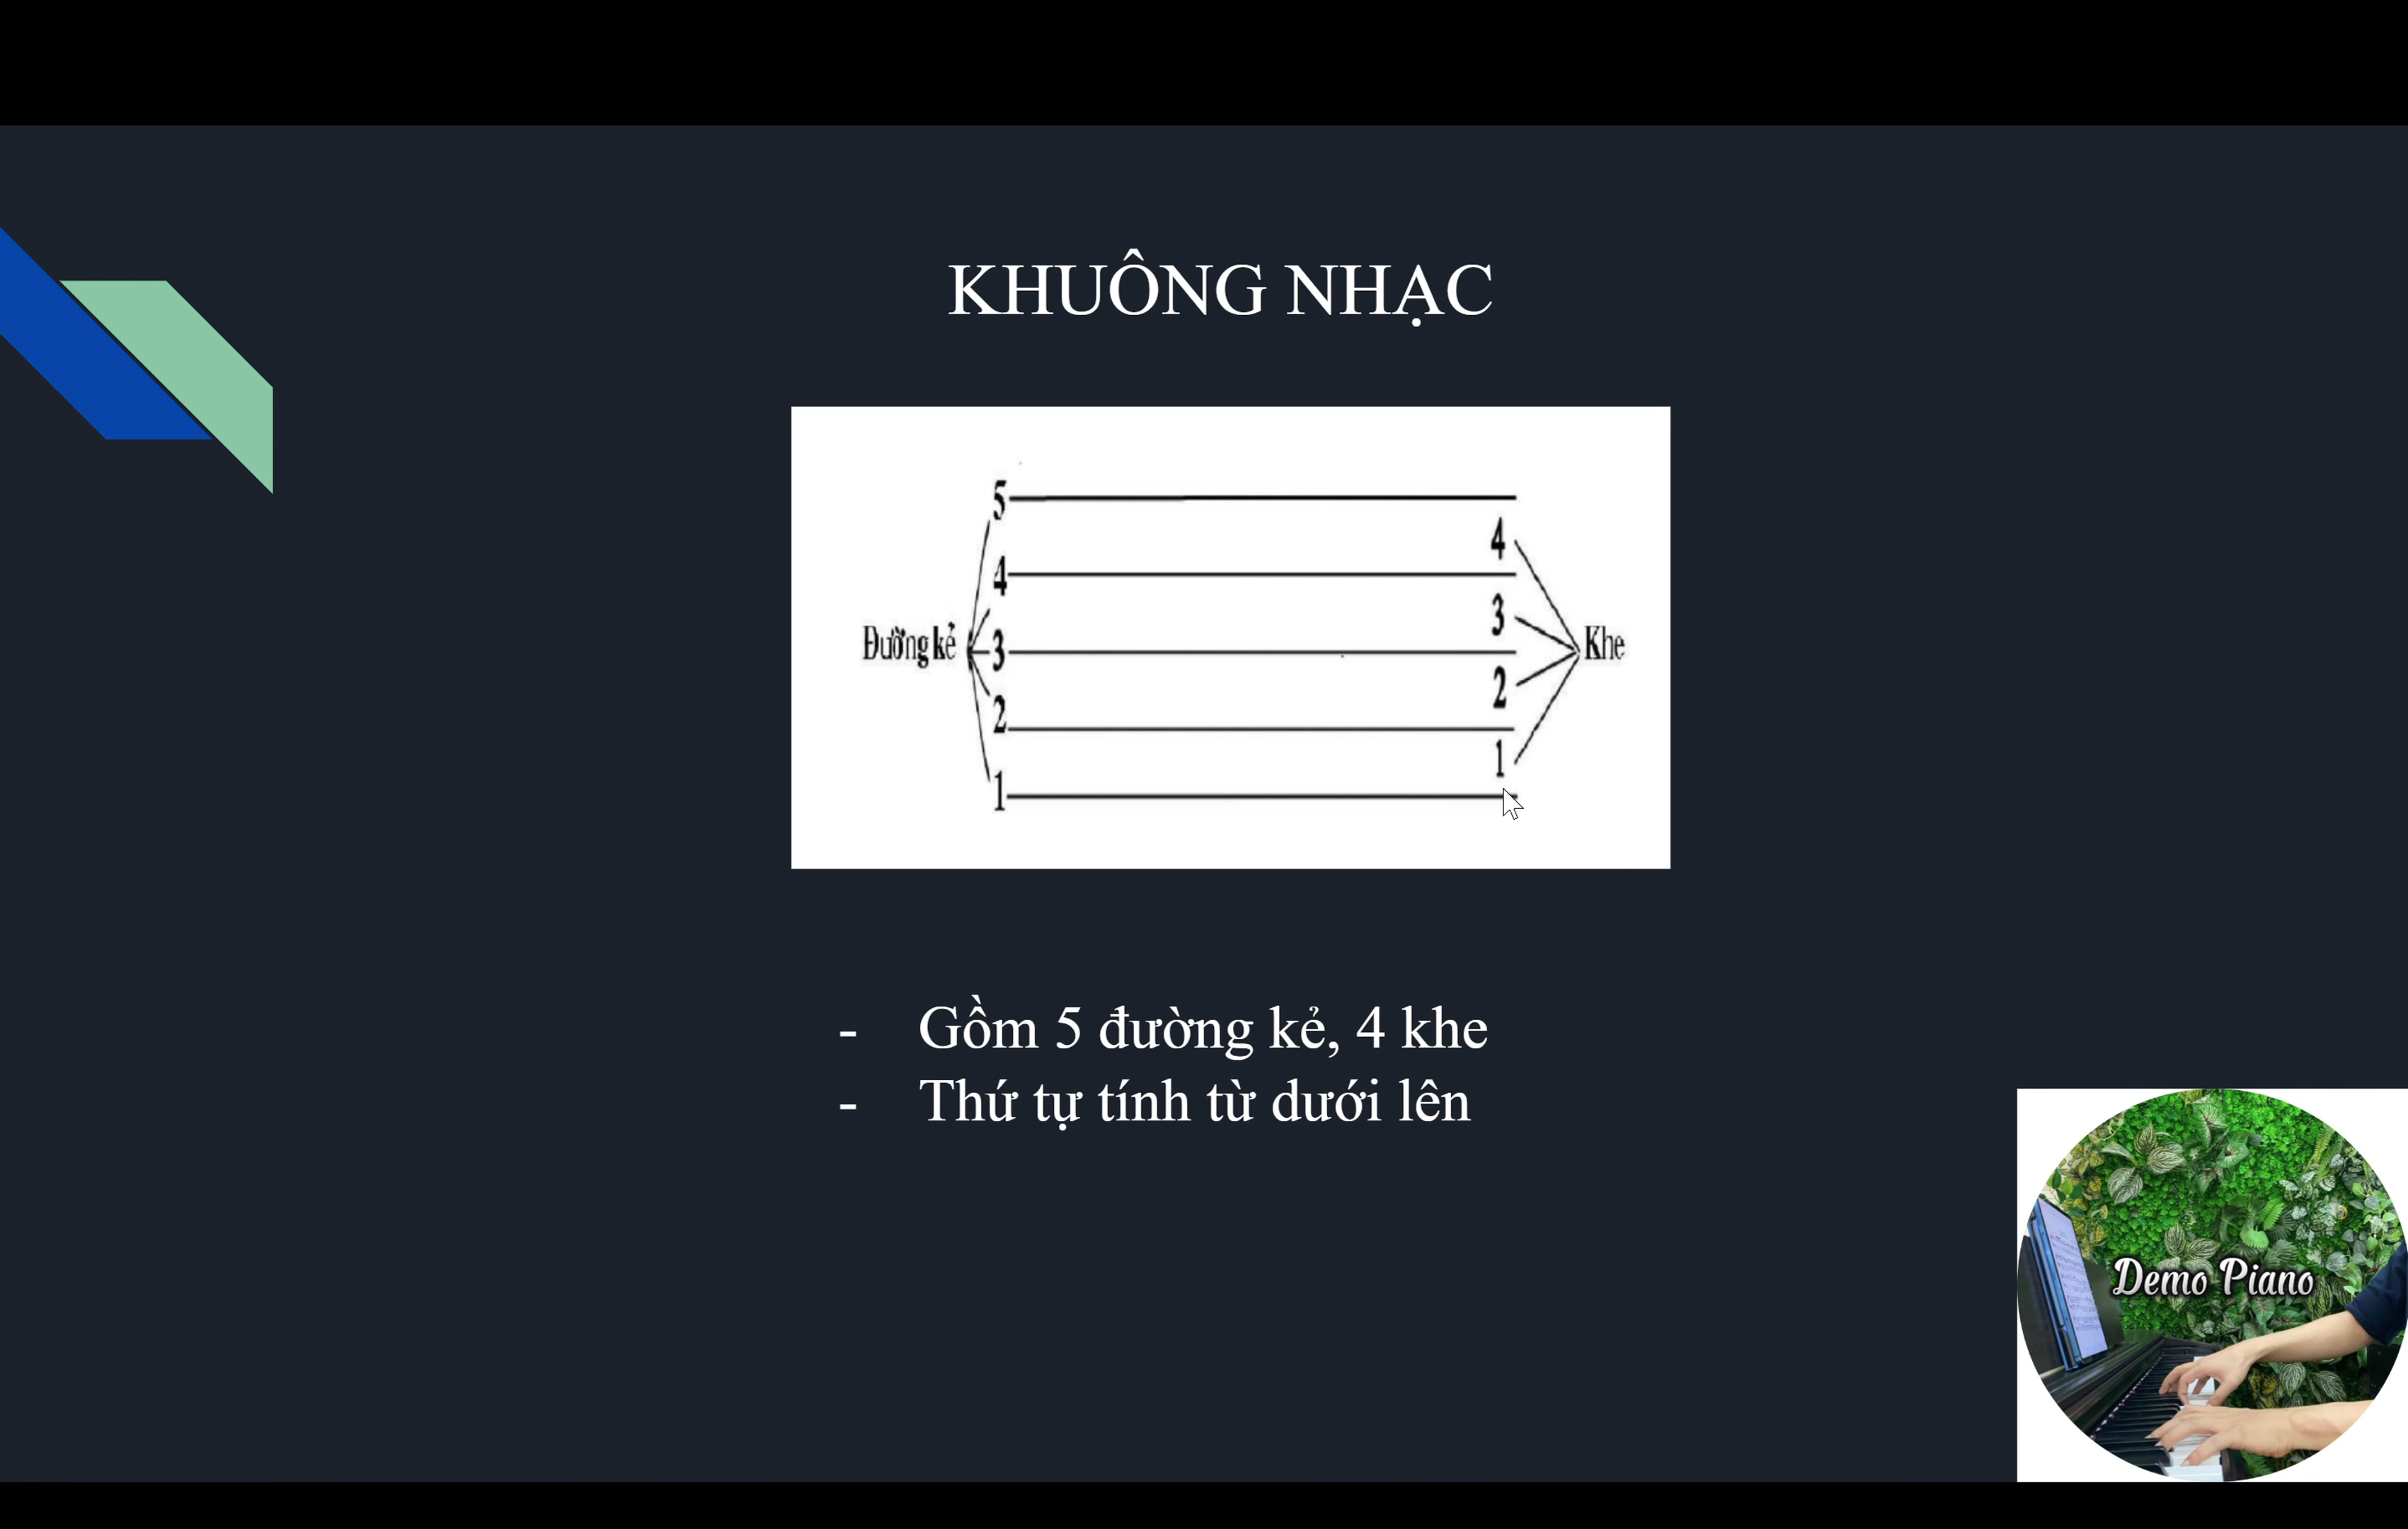 KHUÔNG NHẠC
5
4
4
3
Đường kẻ 3 Khe
2
2
1
1
- Gồm 5 đường kẻ, 4 khe
- Thứ tự tính từ dưới lên
Demo Piano